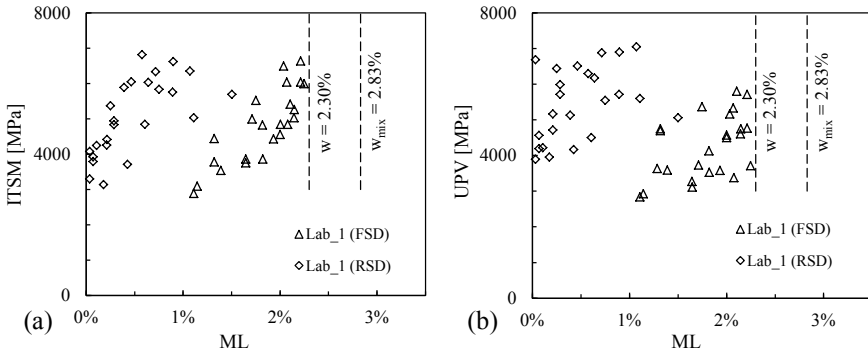 8000
4000
0
ITSM [MPa]
w = 2.30%
w_mix = 2.83%
Lab_1 (FSD)
Lab_1 (RSD)
0%
1%
2%
3%
ML
(a)
8000
4000
0
UPV [MPa]
w = 2.30%
w_mix = 2.83%
Lab_1 (FSD)
Lab_1 (RSD)
0%
1%
2%
3%
ML
(b)